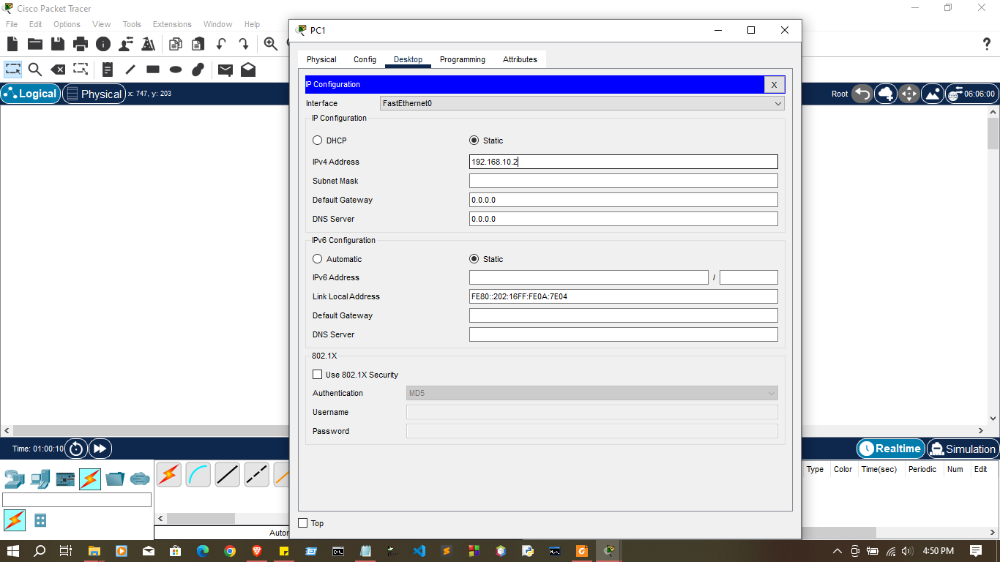 Cisco Packet Tracer
File Edit Options View Tools Extensions Window Help
PC1
Physical Config Desktop Programming Attributes
IP Configuration X
Logical Physical x: 747, y: 203
Root 06:06:00
Interface FastEthernet0
IP Configuration
DHCP Static
IPv4 Address 192.168.10.2
Subnet Mask
Default Gateway 0.0.0.0
DNS Server 0.0.0.0
IPv6 Configuration
Automatic Static
IPv6 Address /
Link Local Address FE80::202:16FF:FE0A:7E04
Default Gateway
DNS Server
802.1X
Use 802.1X Security
Authentication MD5
Username
Password
Top
Time: 01:00:10
Realtime Simulation
Type Color Time(sec) Periodic Num Edit
4:50 PM